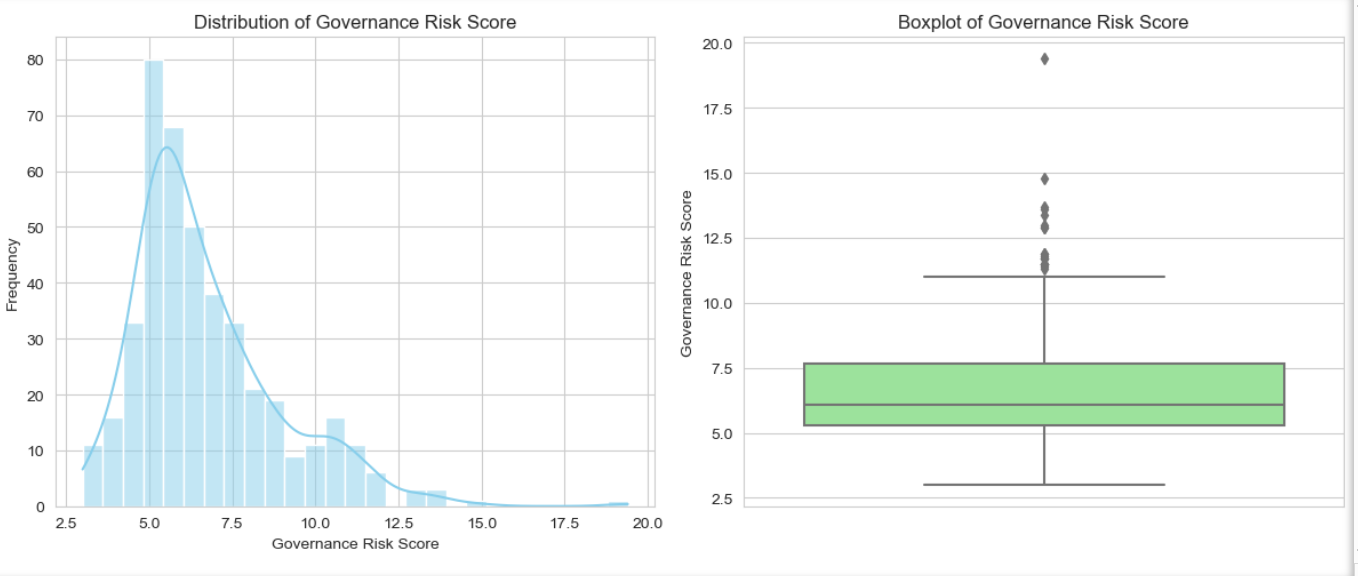 Distribution of Governance Risk Score
Frequency
80
70
60
50
40
30
20
10
0
2.5 5.0 7.5 10.0 12.5 15.0 17.5 20.0
Governance Risk Score
Boxplot of Governance Risk Score
Governance Risk Score
20.0
17.5
15.0
12.5
10.0
7.5
5.0
2.5